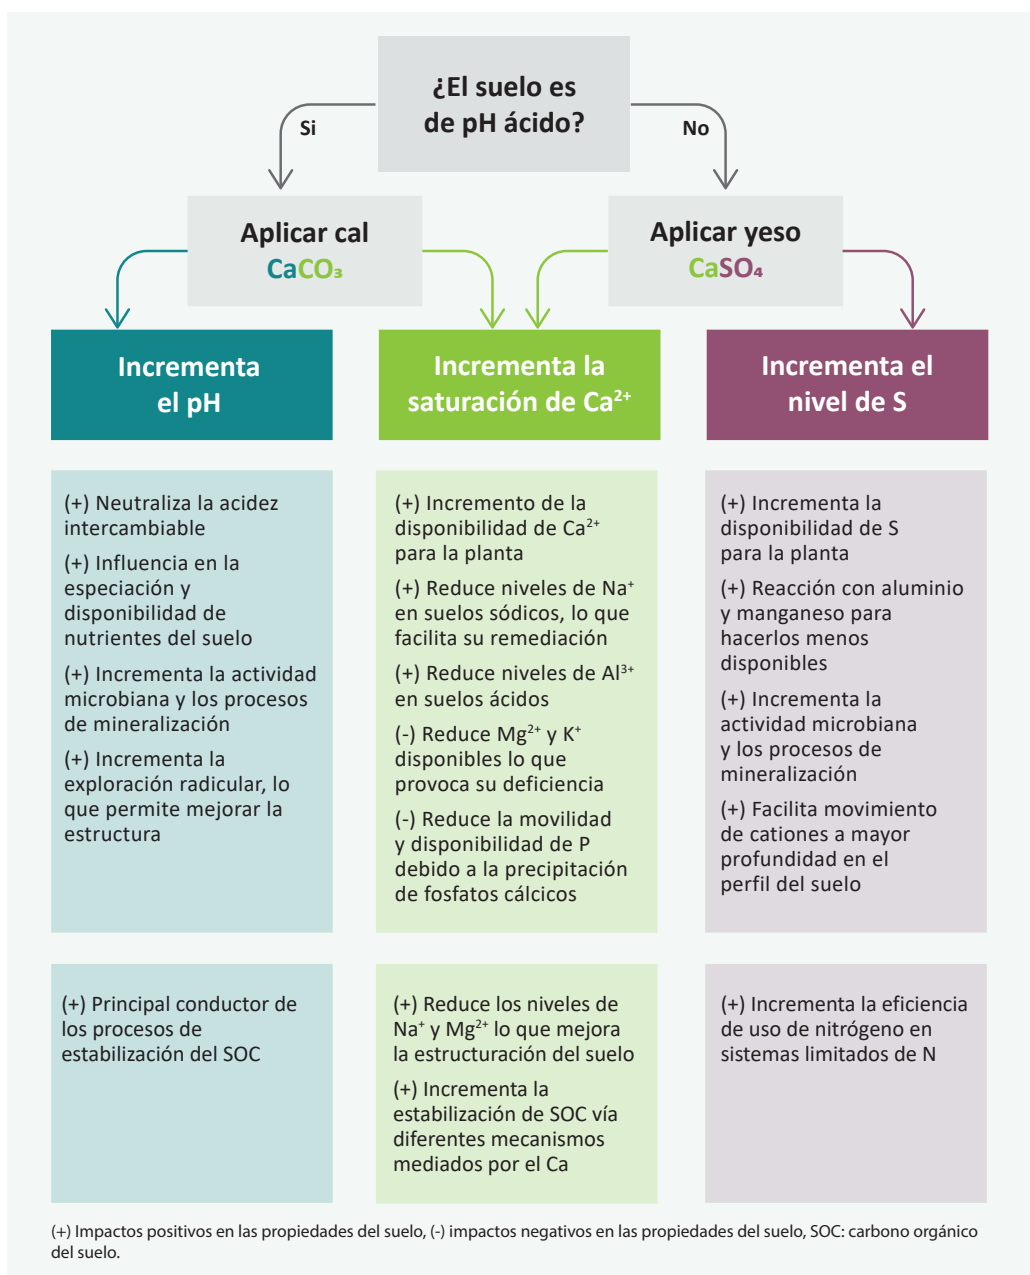 ¿El suelo es
de pH ácido?
Si
No
Aplicar cal
CaCO₃
Aplicar yeso
CaSO₄
Incrementa
el pH
Incrementa la
saturación de Ca²⁺
Incrementa el
nivel de S
(+) Neutraliza la acidez
intercambiable
(+) Influencia en la
especiación y
disponibilidad de
nutrientes del suelo
(+) Incrementa la actividad
microbiana y los procesos
de mineralización
(+) Incrementa la
exploración radicular, lo
que permite mejorar la
estructura
(+) Incremento de la
disponibilidad de Ca²⁺
para la planta
(+) Reduce niveles de Na⁺
en suelos sódicos, lo que
facilita su remediación
(+) Reduce niveles de Al³⁺
en suelos ácidos
(-) Reduce Mg²⁺ y K⁺
disponibles lo que
provoca su deficiencia
(-) Reduce la movilidad
y disponibilidad de P
debido a la precipitación
de fosfatos cálcicos
(+) Incrementa la
disponibilidad de S
para la planta
(+) Reacción con aluminio
y manganeso para
hacerlos menos
disponibles
(+) Incrementa la
actividad microbiana
y los procesos de
mineralización
(+) Facilita movimiento
de cationes a mayor
profundidad en el
perfil del suelo
(+) Principal conductor de
los procesos de
estabilización del SOC
(+) Reduce los niveles de
Na⁺ y Mg²⁺ lo que mejora
la estructuración del suelo
(+) Incrementa la
estabilización de SOC vía
diferentes mecanismos
mediados por el Ca
(+) Incrementa la eficiencia
de uso de nitrógeno en
sistemas limitados de N
(+) Impactos positivos en las propiedades del suelo, (-) impactos negativos en las propiedades del suelo, SOC: carbono orgánico
del suelo.